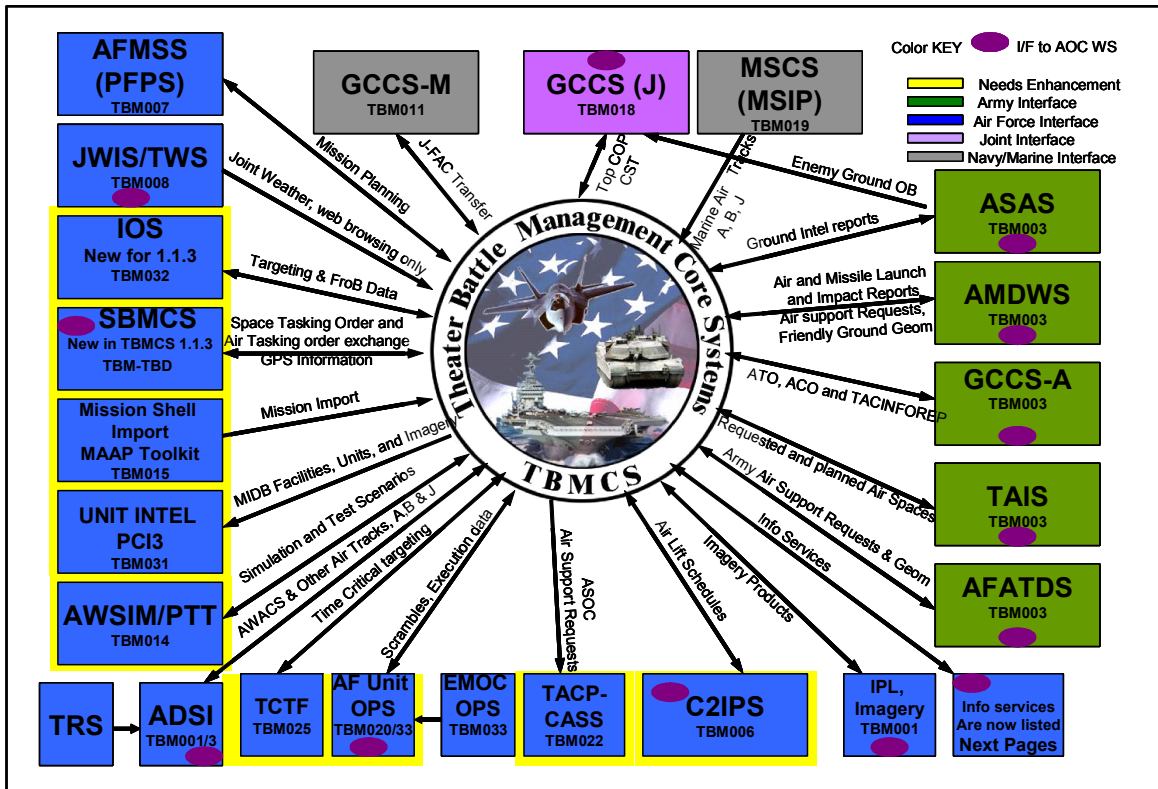 AFMSS
(PFPS)
TBM007
GCCS-M
TBM011
GCCS (J)
TBM018
MSCS
(MSIP)
TBM019
Color KEY
I/F to AOC WS
Needs Enhancement
Army Interface
Air Force Interface
Joint Interface
Navy/Marine Interface
JWIS/TWS
TBM008
IOS
New for 1.1.3
TBM032
SBMCS
New in TBMCS 1.1.3
TBM-TBD
Mission Shell
Import
MAAP Toolkit
TBM015
UNIT INTEL
PCI3
TBM031
AWSIM/PTT
TBM014
Mission Planning
Joint Weather, web browsing only
J-FAC Transfer
Top COP
CST
Marine Air Tracks
A, B, J
Enemy Ground OB
Ground Intel reports
Targeting & FroB Data
Space Tasking Order and
Air Tasking order exchange
GPS Information
Mission Import
MIDB Facilities, Units, and Imagery
Simulation and Test Scenarios
AWACS & Other Air Tracks, A,B & J
Time Critical targeting
Scrambles, Execution data
ASOC
Air Support Requests
Air Lift Schedules
Imagery Products
Info Services
Army Air Support Requests & Geom
Requested and planned Air Spaces
ATO, ACO and TACINFOREP
Air and Missile Launch
and Impact Reports
Air support Requests,
Friendly Ground Geom
Theater Battle Management Core Systems
TBMCS
ASAS
TBM003
AMDWS
TBM003
GCCS-A
TBM003
TAIS
TBM003
AFATDS
TBM003
TRS
ADSI
TBM001/3
TCTF
TBM025
AF Unit
OPS
TBM020/33
EMOC
OPS
TBM033
TACP-
CASS
TBM022
C2IPS
TBM006
IPL,
Imagery
TBM001
Info services
Are now listed
Next Pages